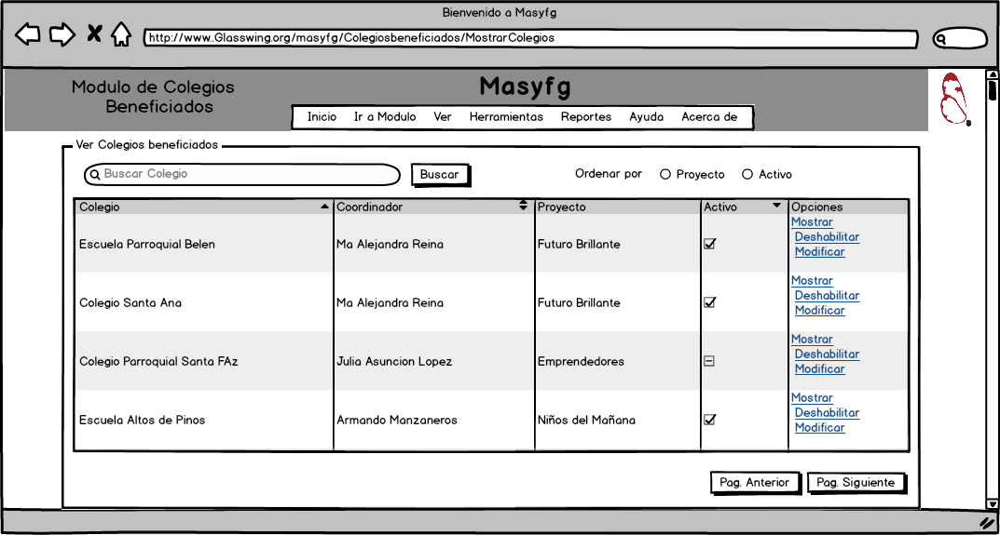 Bienvenido a Masyfg
http://www.Glasswing.org/masyfg/Colegiosbeneficiados/MostrarColegios
Modulo de Colegios
Beneficiados
Masyfg
Inicio Ir a Modulo Ver Herramientas Reportes Ayuda Acerca de
Ver Colegios beneficiados
Buscar Colegio Buscar Ordenar por Proyecto Activo
Colegio Coordinador Proyecto Activo Opciones
Escuela Parroquial Belen Ma Alejandra Reina Futuro Brillante Mostrar
Deshabilitar
Modificar
Colegio Santa Ana Ma Alejandra Reina Futuro Brillante Mostrar
Deshabilitar
Modificar
Colegio Parroquial Santa FAz Julia Asuncion Lopez Emprendedores Mostrar
Deshabilitar
Modificar
Escuela Altos de Pinos Armando Manzaneros Niños del Mañana Mostrar
Deshabilitar
Modificar
Pag. Anterior Pag. Siguiente